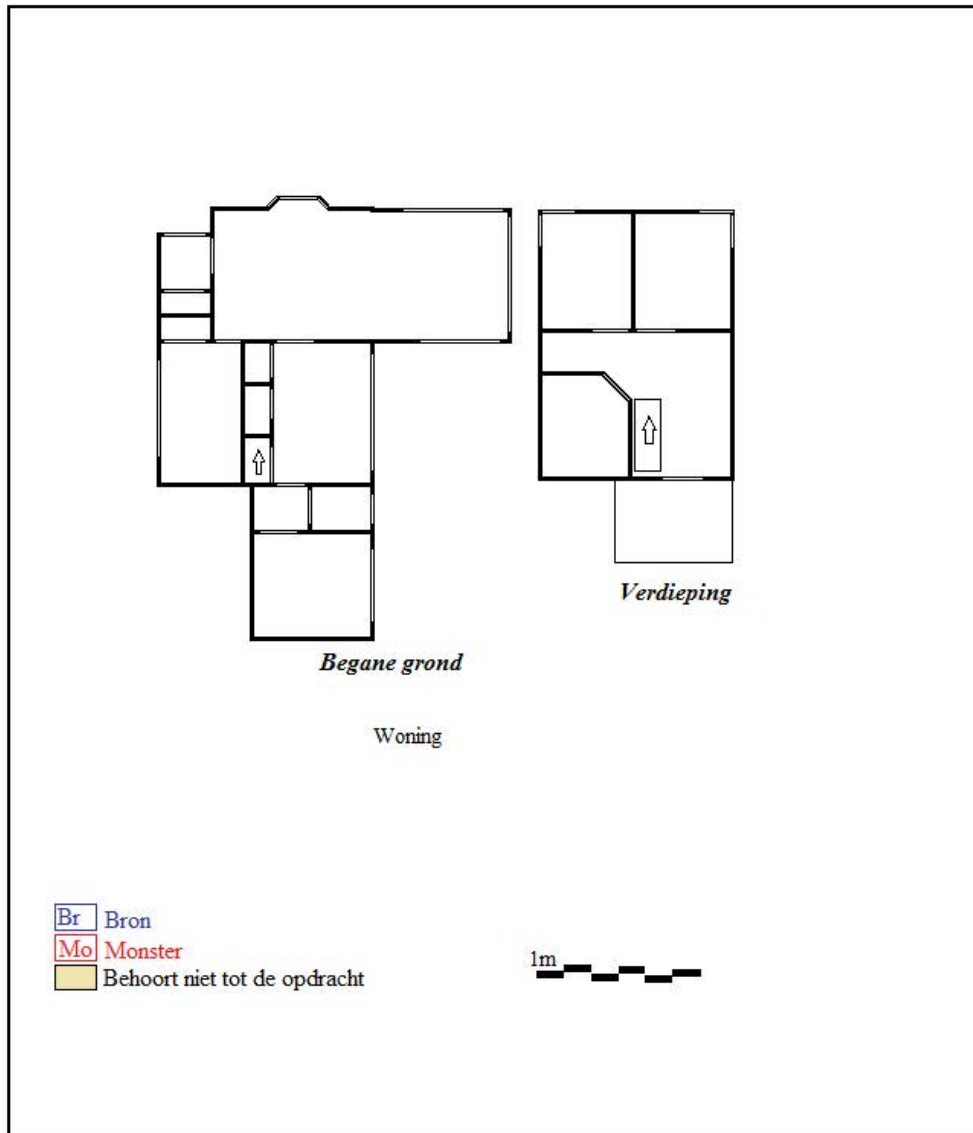 Verdieping
Begane grond
Woning
Br Bron
Mo Monster
Behoort niet tot de opdracht
1m